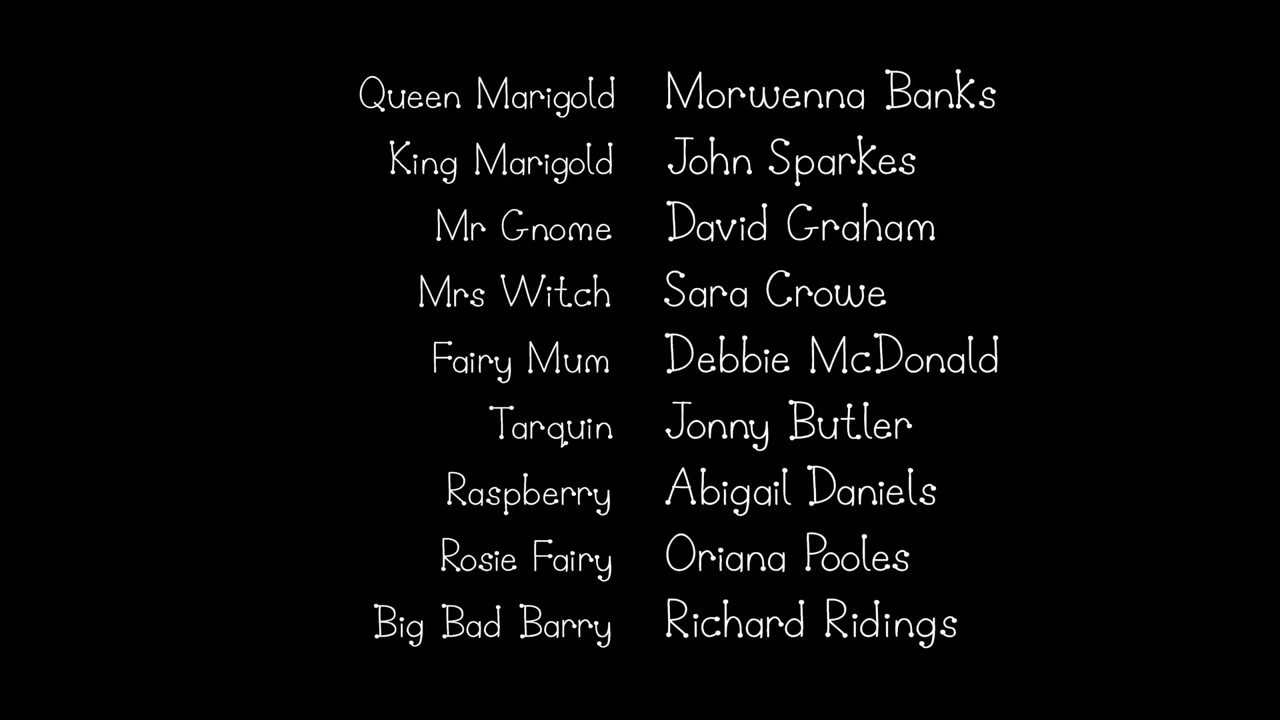 Queen Marigold Morwenna Banks
King Marigold John Sparkes
Mr Gnome David Graham
Mrs Witch Sara Crowe
Fairy Mum Debbie McDonald
Tarquin Jonny Butler
Raspberry Abigail Daniels
Rosie Fairy Oriana Pooles
Big Bad Barry Richard Ridings